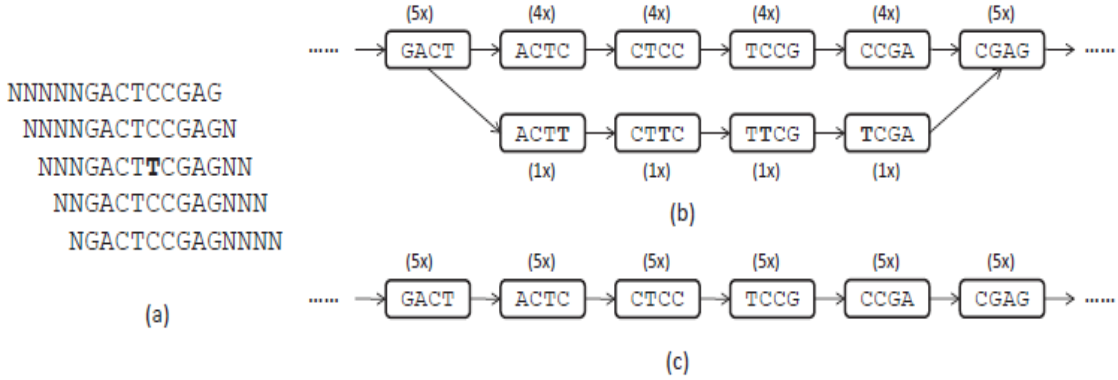 NNNNNGACTCCGAG
NNNNGACTCCGAGN
NNNGACTTCGAGNN
NNGACTCCGAGNNN
NGACTCCGAGNNNN
(a)
(5x) (4x) (4x) (4x) (4x) (5x)
...... GACT ACTC CTCC TCCG CCGA CGAG ......
ACTT CTTC TTCG TCGA
(1x) (1x) (1x) (1x)
(b)
(5x) (5x) (5x) (5x) (5x) (5x)
...... GACT ACTC CTCC TCCG CCGA CGAG ......
(c)